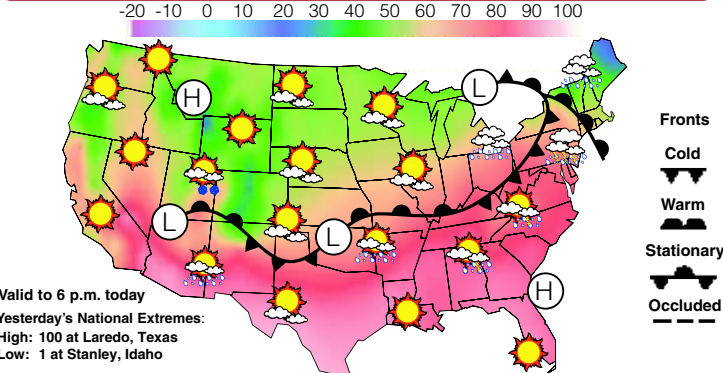 -20 -10 0 10 20 30 40 50 60 70 80 90 100
L
H
Fronts
Cold
Warm
L
L
Stationary
H
Valid to 6 p.m. today
Occluded
Yesterday's National Extremes:
High: 100 at Laredo, Texas
Low: 1 at Stanley, Idaho